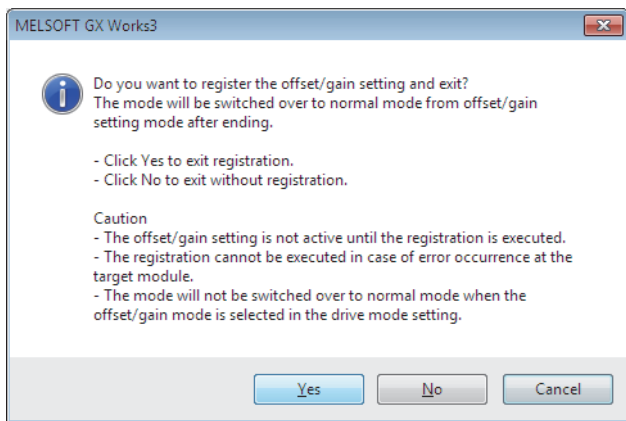 MELSOFT GX Works3
Do you want to register the offset/gain setting and exit?
The mode will be switched over to normal mode from offset/gain
setting mode after ending.
- Click Yes to exit registration.
- Click No to exit without registration.
Caution
- The offset/gain setting is not active until the registration is executed.
- The registration cannot be executed in case of error occurrence at the
target module.
- The mode will not be switched over to normal mode when the
offset/gain mode is selected in the drive mode setting.
Yes No Cancel